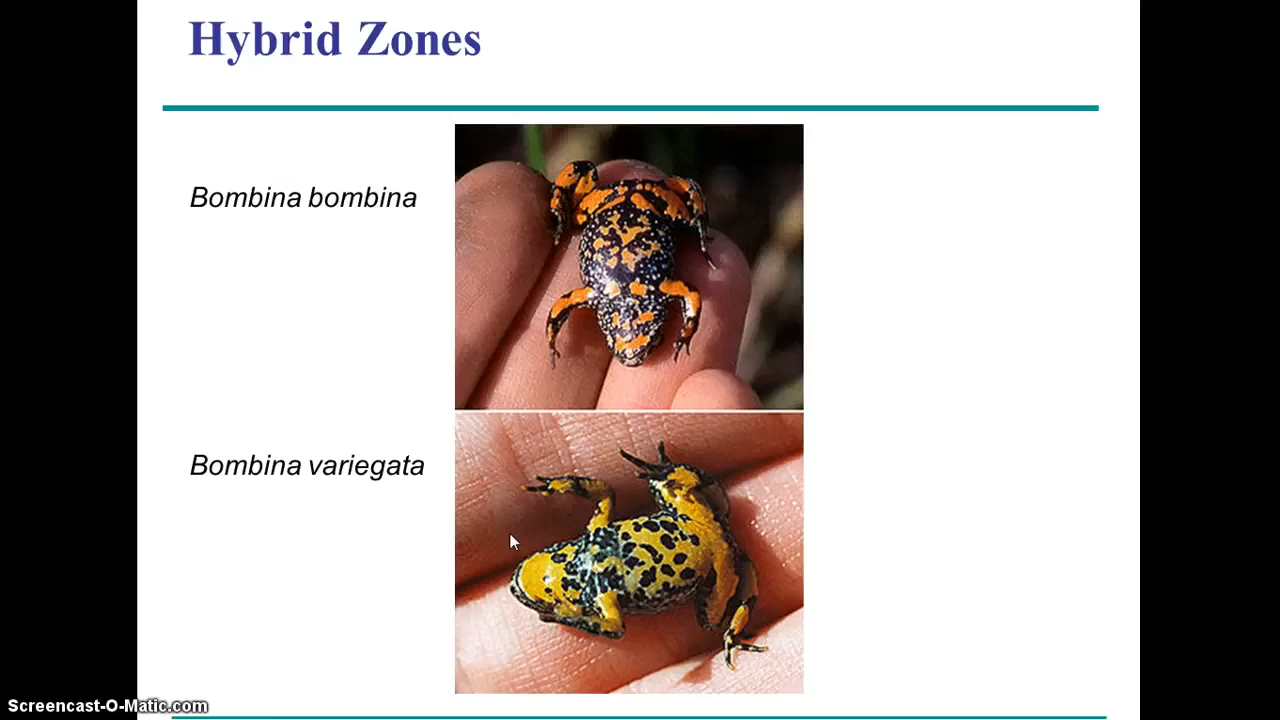 Hybrid Zones
Bombina bombina
Bombina variegata
Screencast-O-Matic.com